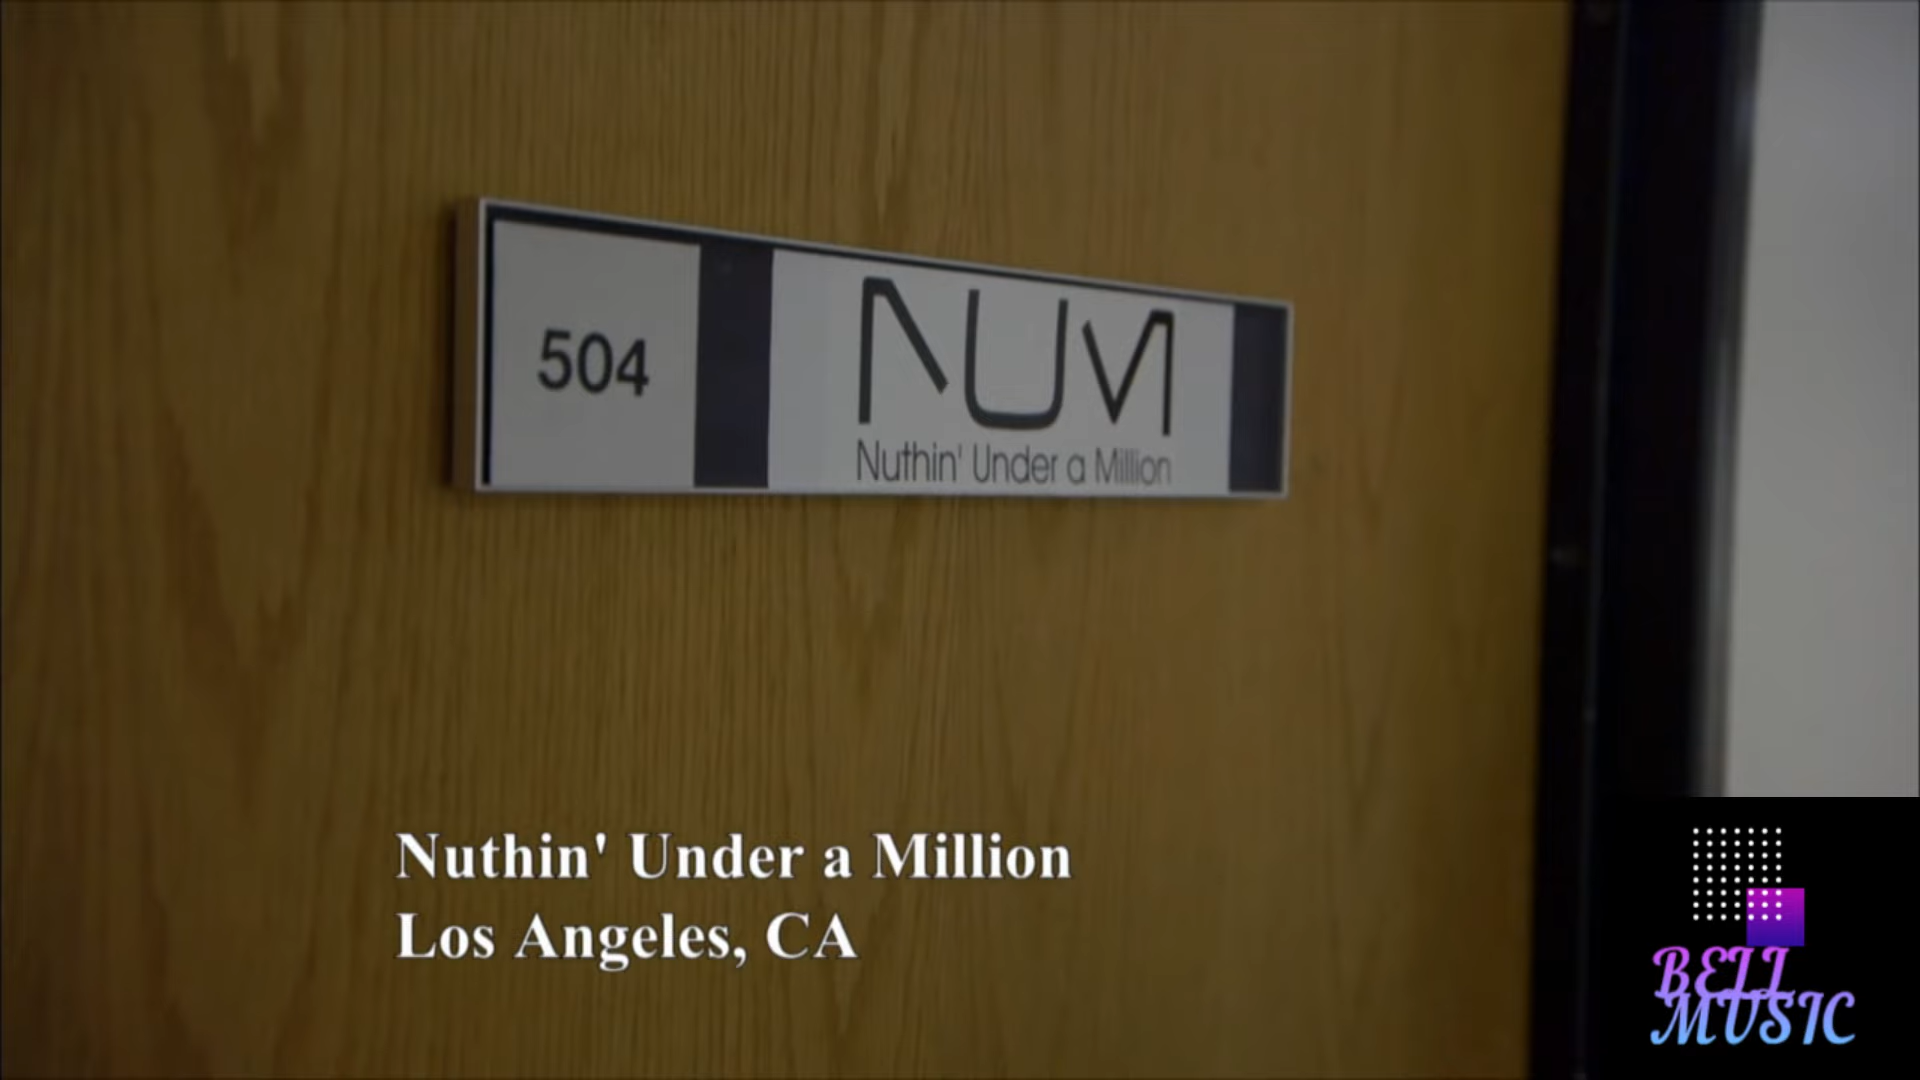 504
NUM
Nuthin' Under a Million
Nuthin' Under a Million
Los Angeles, CA
BELL
MUSIC